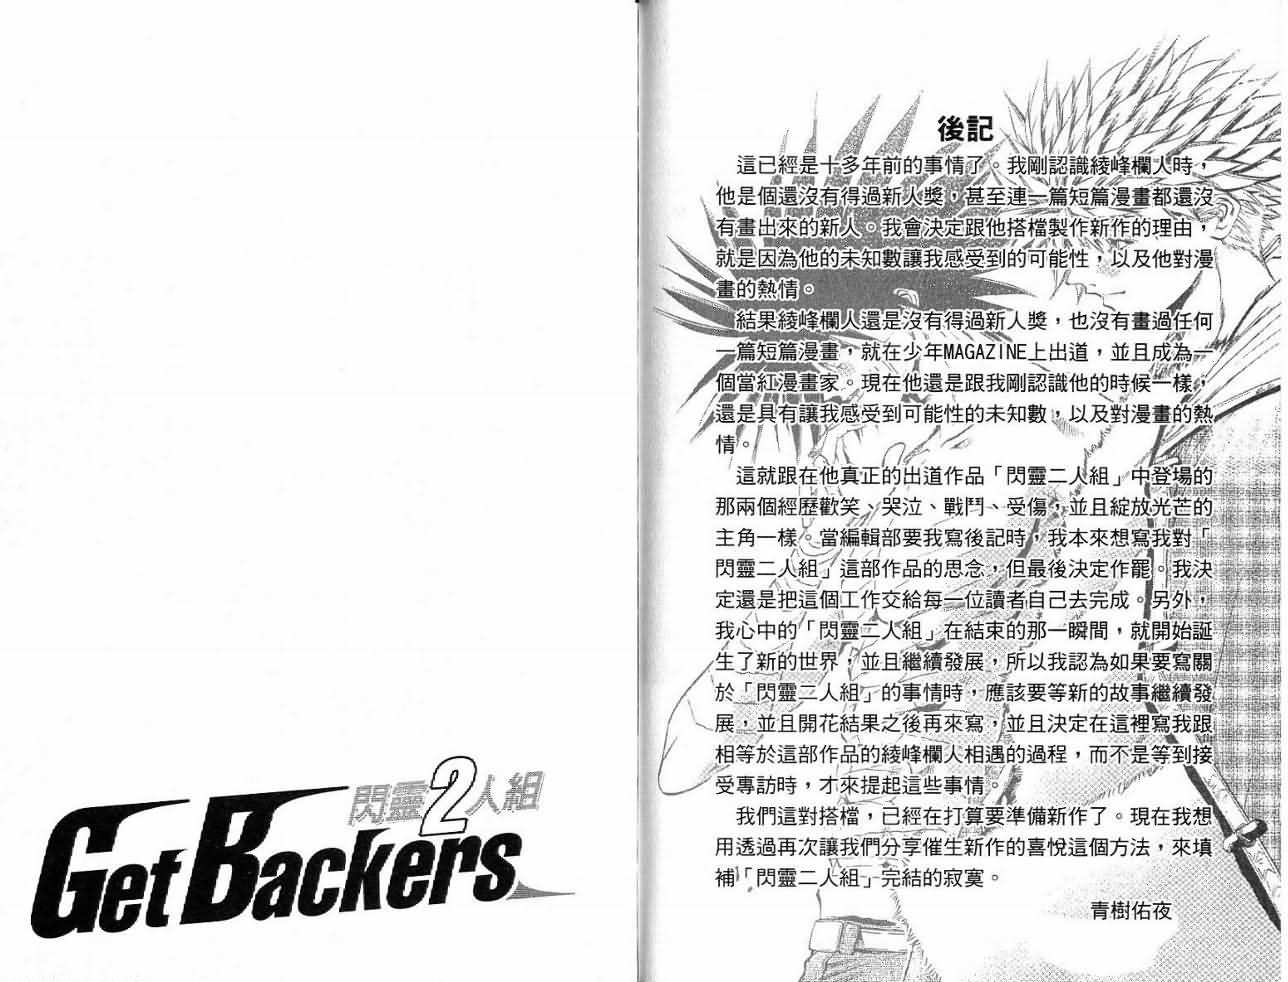 後記
這已經是十多年前的事情了。我剛認識綾峰欄人時，
他是個還沒有得過新人獎，甚至連一篇短篇漫畫都還沒
有畫出來的新人。我會決定跟他搭檔製作新作的理由，
就是因為他的未知數讓我感受到的可能性，以及他對漫
畫的熱情。
結果綾峰欄人還是沒有得過新人獎，也沒有畫過任何
一篇短篇漫畫，就在少年MAGAZINE上出道，並且成為一
個當紅漫畫家。現在他還是跟我剛認識他的時候一樣，
還是具有讓我感受到可能性的未知數，以及對漫畫的熱
情。
這就跟在他真正的出道作品「閃靈二人組」中登場的
那兩個經歷歡笑、哭泣、戰鬥、受傷，並且綻放光芒的
主角一樣。當編輯部要我寫後記時，我本來想寫我對「
閃靈二人組」這部作品的思念，但最後決定作罷。我決
定還是把這個工作交給每一位讀者自己去完成。另外，
我心中的「閃靈二人組」在結束的那一瞬間，就開始誕
生了新的世界，並且繼續發展，所以我認為如果要寫關
於「閃靈二人組」的事情時，應該要等新的故事繼續發
展，並且開花結果之後再來寫，並且決定在這裡寫我跟
相等於這部作品的綾峰欄人相遇的過程，而不是等到接
受專訪時，才來提起這些事情。
我們這對搭檔，已經在打算要準備新作了。現在我想
用透過再次讓我們分享催生新作的喜悅這個方法，來填
補「閃靈二人組」完結的寂寞。
青樹佑夜
閃靈2人組
GetBackers